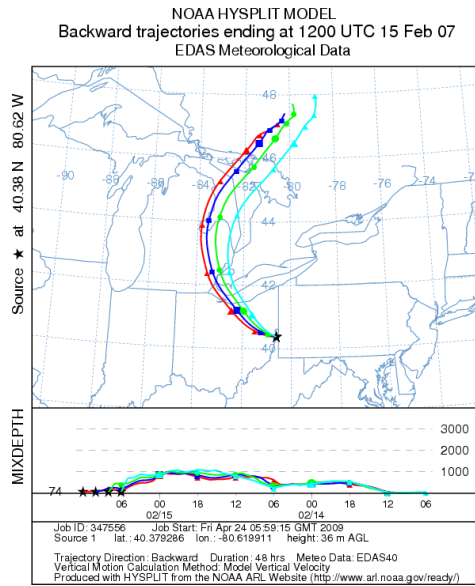 NOAA HYSPLIT MODEL
Backward trajectories ending at 1200 UTC 15 Feb 07
EDAS Meteorological Data
Source ★ at 40.38 N 80.62 W
48
-90
-88
-86
-84
-82
-80
-78
-76
-74
-72
46
44
42
40
MIXDEPTH
3000
2000
1000
74
06 00 18 12 06 00 18 12 06
02/15 02/14
Job ID: 347556 Job Start: Fri Apr 24 05:59:15 GMT 2009
Source 1 lat.: 40.379286 lon.: -80.619911 height: 36 m AGL
Trajectory Direction: Backward Duration: 48 hrs Meteo Data: EDAS40
Vertical Motion Calculation Method: Model Vertical Velocity
Produced with HYSPLIT from the NOAA ARL Website (http://www.arl.noaa.gov/ready/)